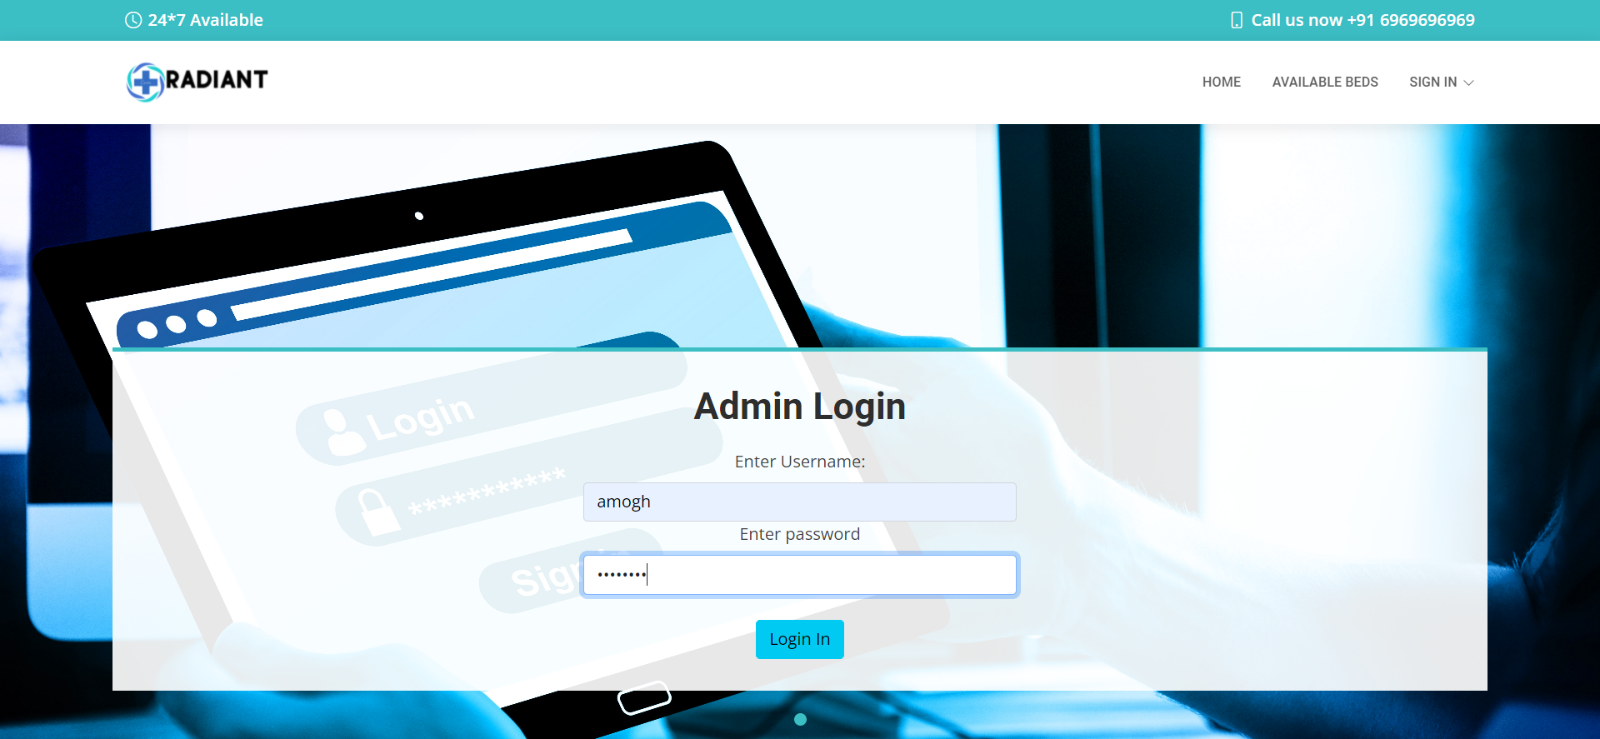 24*7 Available
Call us now +91 6969696969
RADIANT
HOME
AVAILABLE BEDS
SIGN IN
Login
***********
Admin Login
Enter Username:
amogh
Enter password
••••••••
Login In